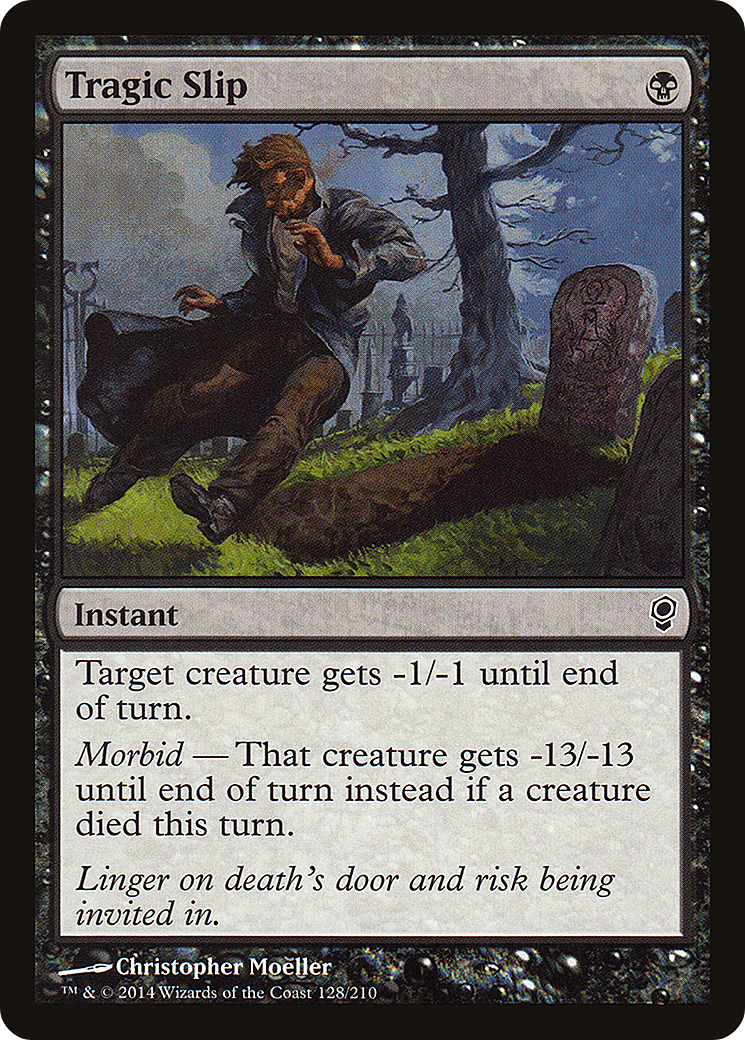 Tragic Slip
Instant
Target creature gets -1/-1 until end
of turn.
Morbid — That creature gets -13/-13
until end of turn instead if a creature
died this turn.
Linger on death's door and risk being
invited in.
Christopher Moeller
™ & © 2014 Wizards of the Coast 128/210